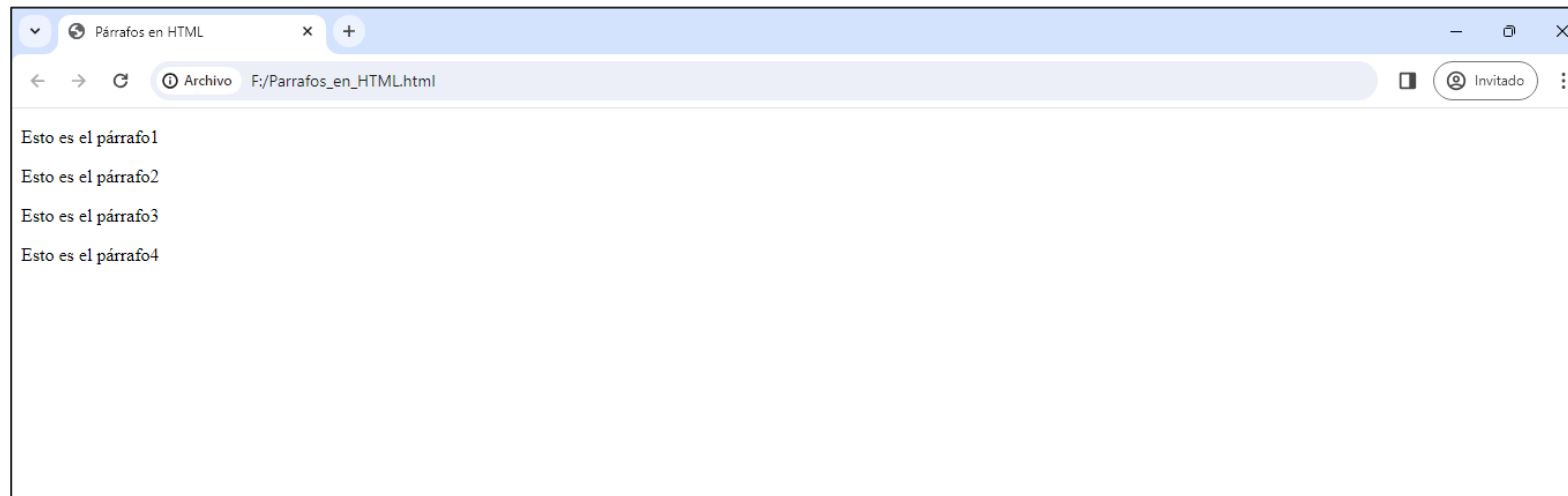 Párrafos en HTML
Archivo F:/Parrafos_en_HTML.html
Invitado
Esto es el párrafo1
Esto es el párrafo2
Esto es el párrafo3
Esto es el párrafo4